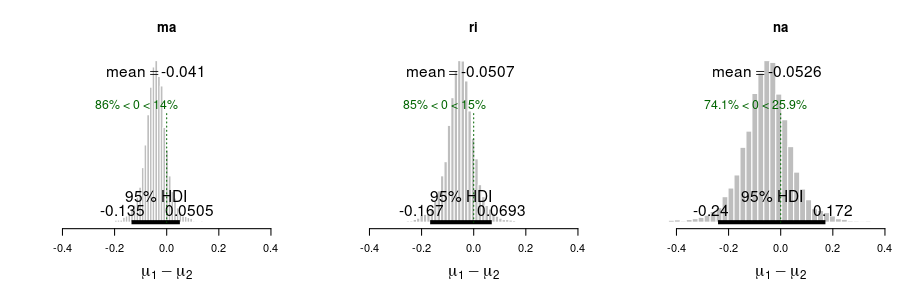 ma
mean = -0.041
86% < 0 < 14%
95% HDI
-0.135 0.0505
-0.4 -0.2 0.0 0.2 0.4
μ1 − μ2
ri
mean = -0.0507
85% < 0 < 15%
95% HDI
-0.167 0.0693
-0.4 -0.2 0.0 0.2 0.4
μ1 − μ2
na
mean = -0.0526
74.1% < 0 < 25.9%
95% HDI
-0.24 0.172
-0.4 -0.2 0.0 0.2 0.4
μ1 − μ2